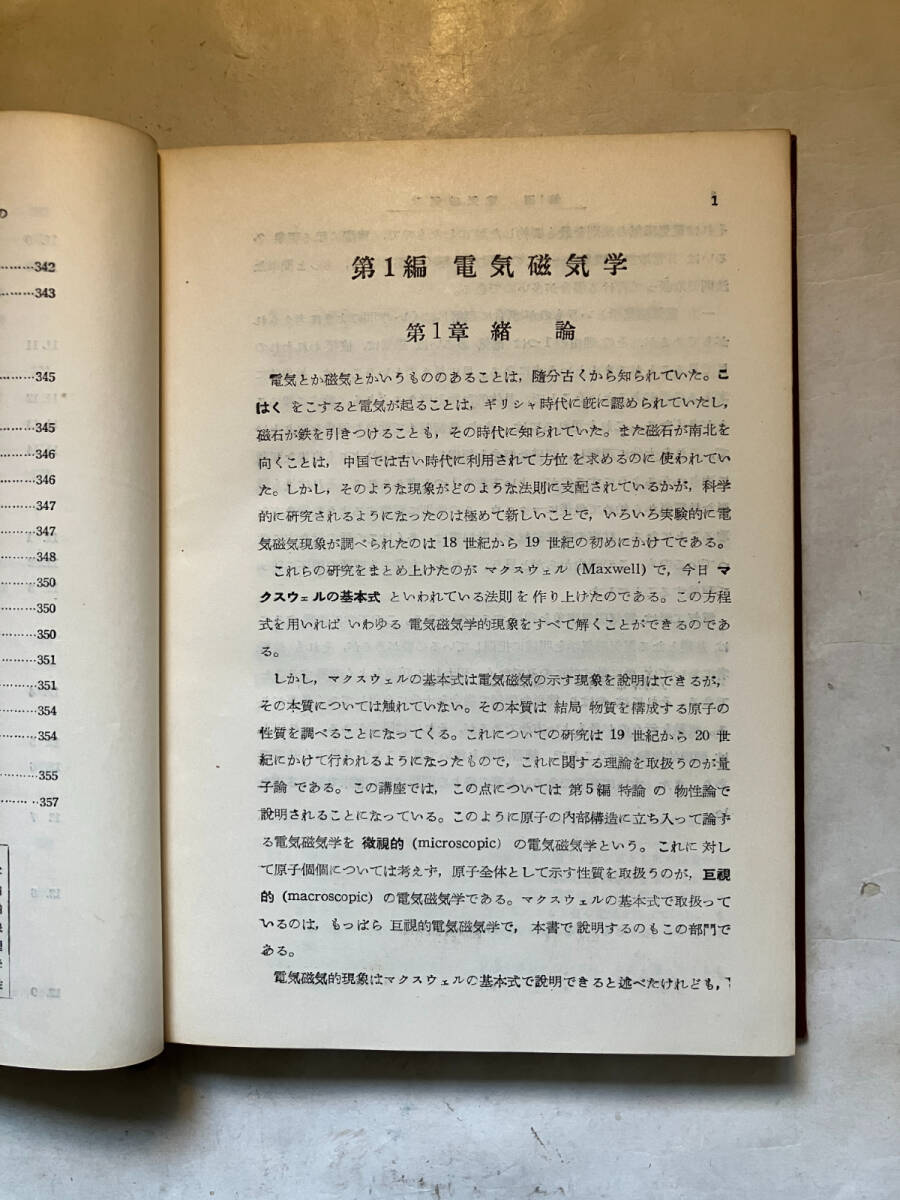 1
第1編 電気磁気学
第1章 緒 論
電気とか磁気とかいうもののあることは，随分古くから知られていた。こ
はくをこすると電気が起ることは，ギリシャ時代に既に認められていたし，
磁石が鉄を引きつけることも，その時代に知られていた。また磁石が南北を
向くことは，中国では古い時代に利用されて方位を求めるのに使われてい
た。しかし，そのような現象がどのような法則に支配されているかが，科学
的に研究されるようになったのは極めて新しいことで，いろいろ実験的に電
気磁気現象が調べられたのは 18 世紀から 19 世紀の初めにかけてである。
これらの研究をまとめ上げたのが マクスウェル (Maxwell) で，今日 マ
クスウェルの基本式 といわれている法則を作り上げたのである。この方程
式を用いれば いわゆる 電気磁気学的現象をすべて解くことができるのであ
る。
しかし，マクスウェルの基本式は電気磁気の示す現象を説明はできるが，
その本質については触れていない。その本質は 結局 物質を構成する原子の
性質を調べることになってくる。これについての研究は 19 世紀から 20 世
紀にかけて行われるようになったもので，これに関する理論を取扱うのが量
子論 である。この講座では，この点については 第5編 特論 の 物性論で
説明されることになっている。このように原子の内部構造に立ち入って論ず
る電気磁気学を 微視的 (microscopic) の電気磁気学という。これに 対し
て原子個個については考えず，原子全体として示す性質を取扱うのが，巨視
的 (macroscopic) の電気磁気学である。マクスウェルの基本式で取扱って
いるのは，もっぱら 巨視的電気磁気学で，本書で説明するのもこの部門で
ある。
電気磁気的現象はマクスウェルの基本式で説明できると述べたけれども，
の
342
343
345
345
346
346
347
347
348
350
350
350
351
351
354
354
355
357